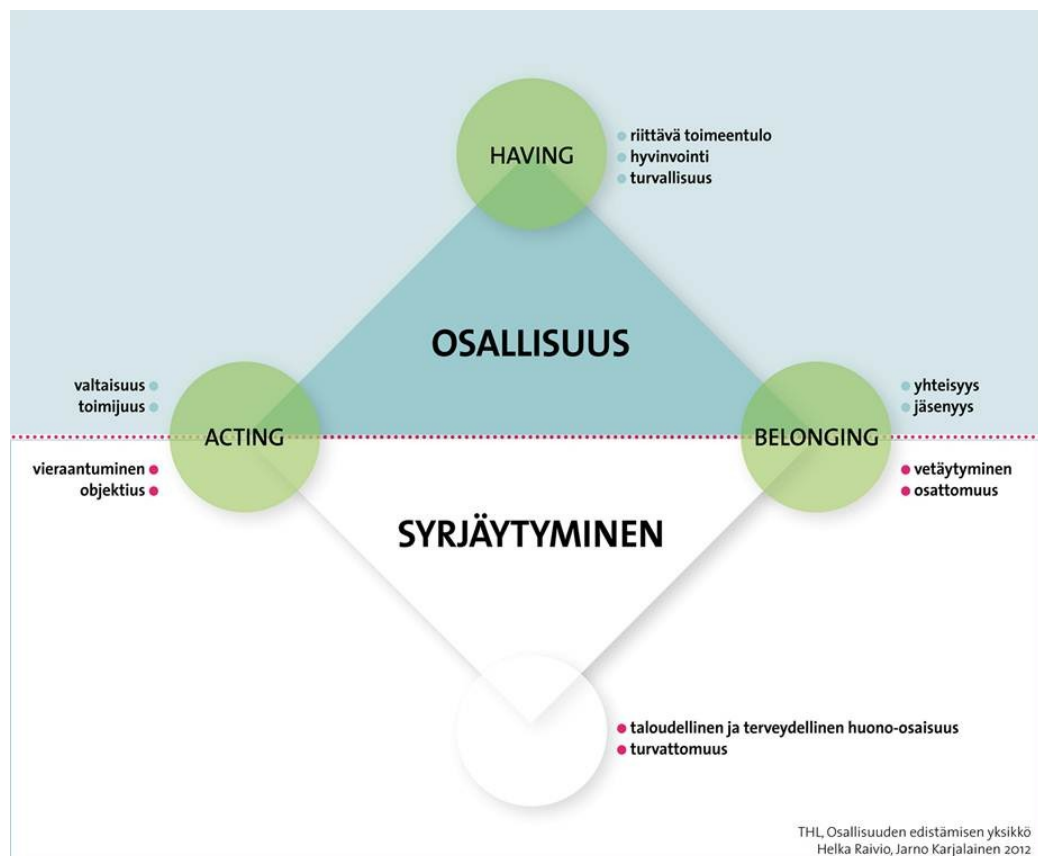 HAVING
riittävä toimeentulo
hyvinvointi
turvallisuus
OSALLISUUS
valtaisuus
toimijuus
ACTING
vieraantuminen
objektius
yhteisyys
jäsenyys
BELONGING
vetäytyminen
osattomuus
SYRJÄYTYMINEN
taloudellinen ja terveydellinen huono-osaisuus
turvattomuus
THL, Osallisuuden edistämisen yksikkö
Helka Raivio, Jarno Karjalainen 2012